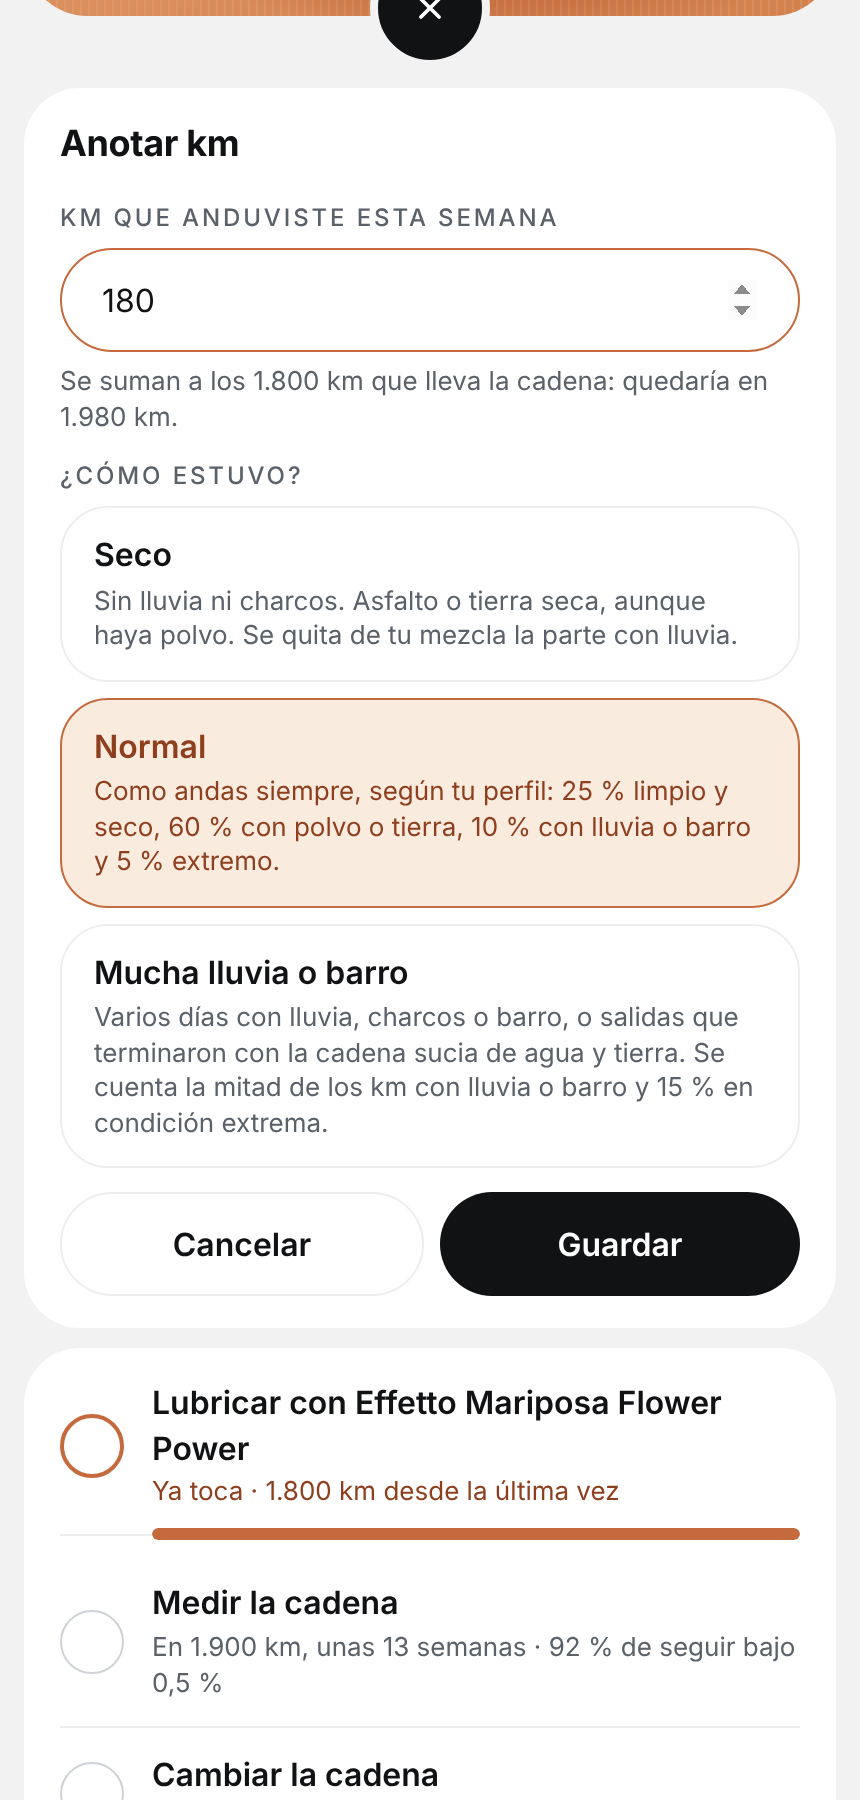 Anotar km
KM QUE ANDUVISTE ESTA SEMANA
180
Se suman a los 1.800 km que lleva la cadena: quedaría en
1.980 km.
¿CÓMO ESTUVO?
Seco
Sin lluvia ni charcos. Asfalto o tierra seca, aunque
haya polvo. Se quita de tu mezcla la parte con lluvia.
Normal
Como andas siempre, según tu perfil: 25 % limpio y
seco, 60 % con polvo o tierra, 10 % con lluvia o barro
y 5 % extremo.
Mucha lluvia o barro
Varios días con lluvia, charcos o barro, o salidas que
terminaron con la cadena sucia de agua y tierra. Se
cuenta la mitad de los km con lluvia o barro y 15 % en
condición extrema.
Cancelar
Guardar
Lubricar con Effetto Mariposa Flower
Power
Ya toca · 1.800 km desde la última vez
Medir la cadena
En 1.900 km, unas 13 semanas · 92 % de seguir bajo
0,5 %
Cambiar la cadena